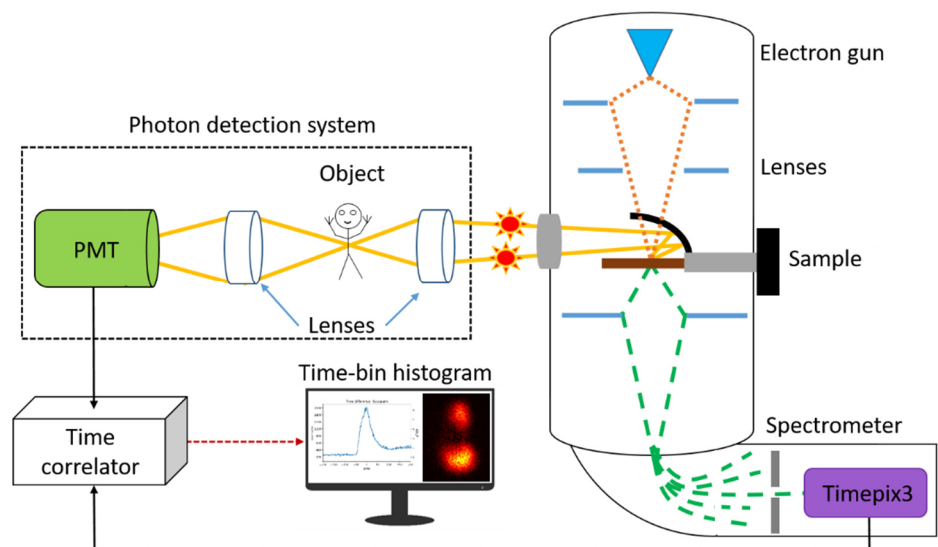 Electron gun
Photon detection system
Object
Lenses
PMT
Sample
Lenses
Time-bin histogram
Time
correlator
Spectrometer
Timepix3